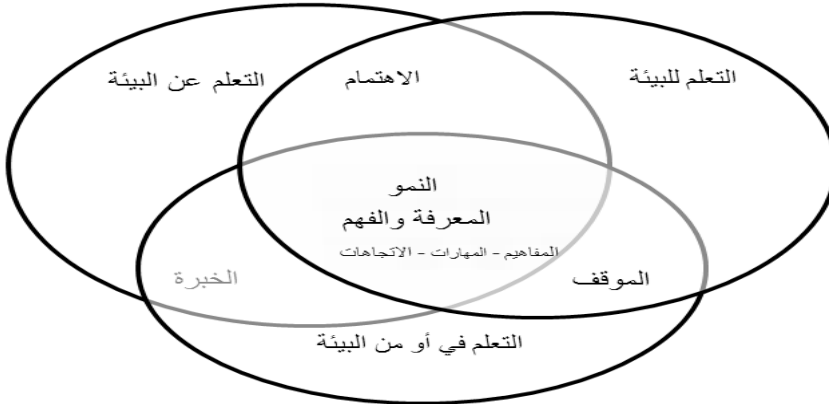 التعلم للبيئة
الاهتمام
التعلم عن البيئة
النمو
المعرفة والفهم
المفاهيم - المهارات - الاتجاهات
الموقف
الخبرة
التعلم في أو من البيئة